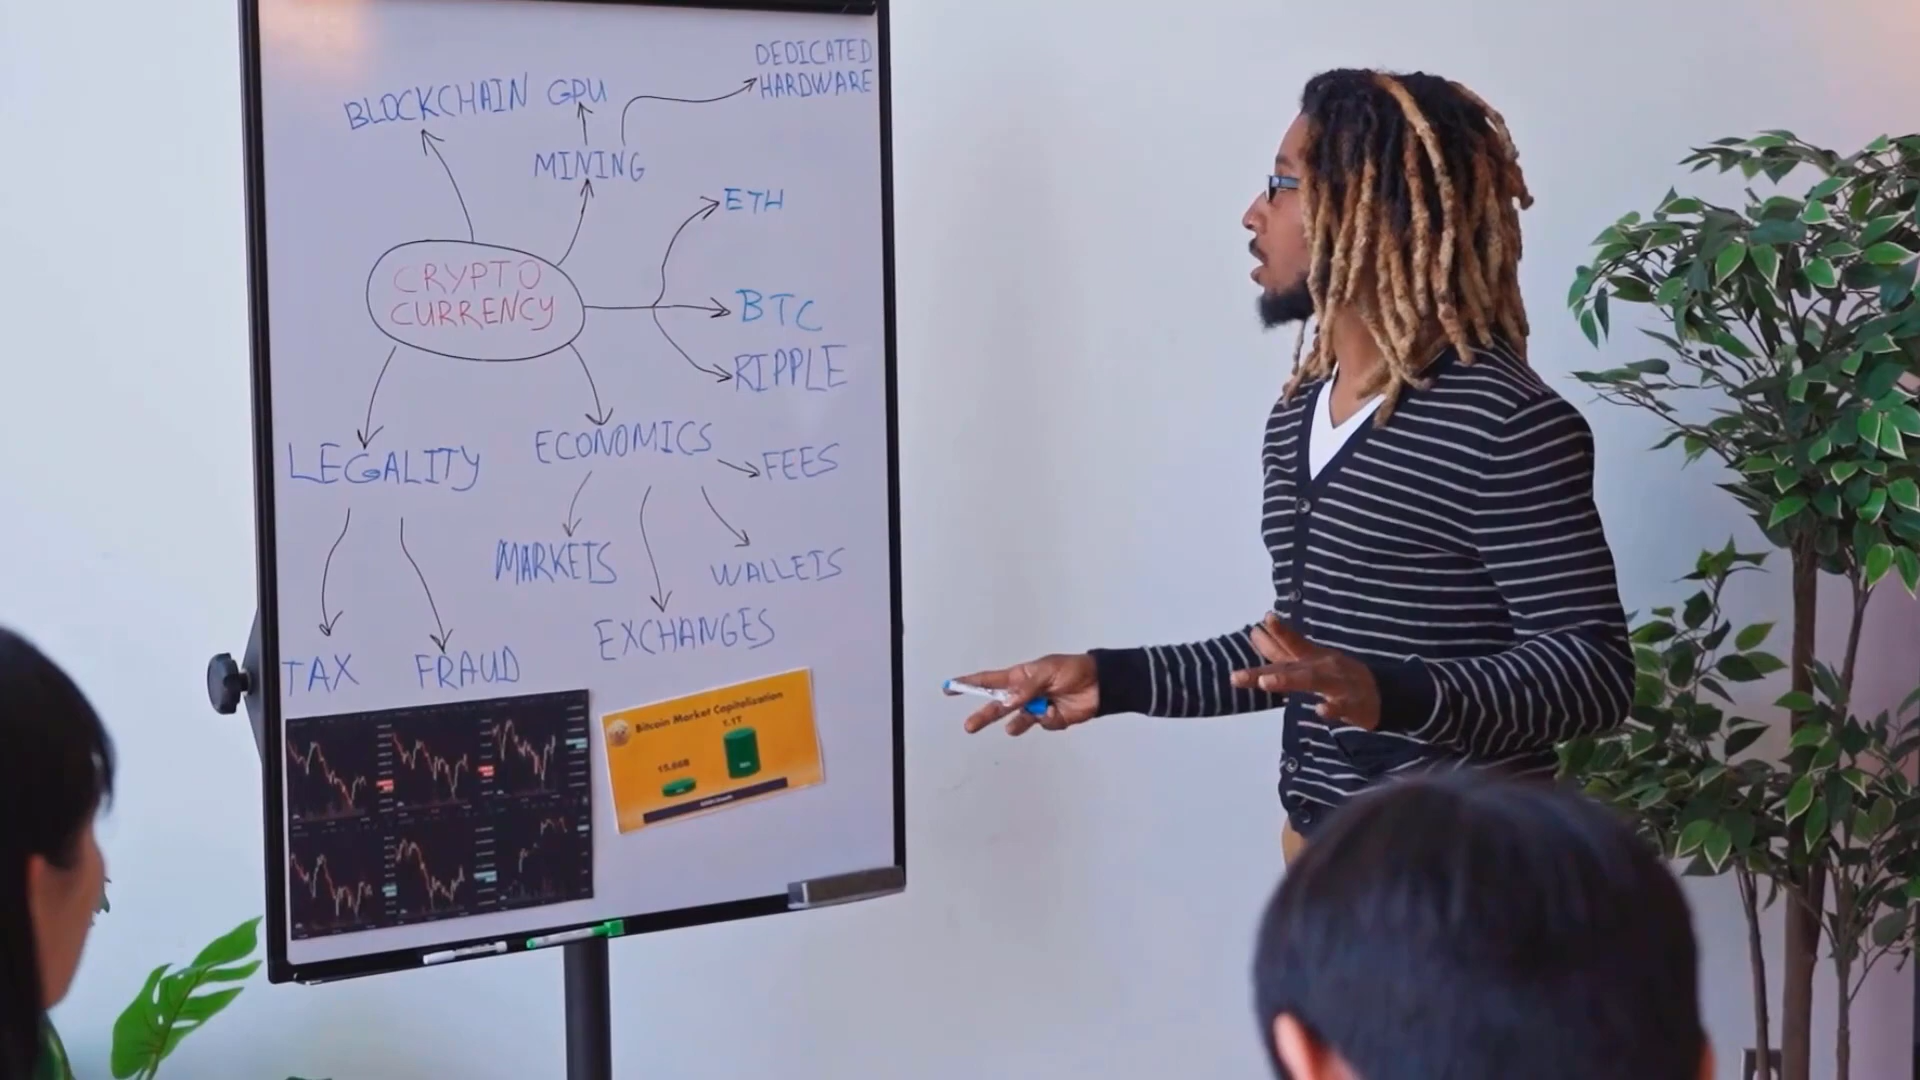 DEDICATED
HARDWARE
BLOCKCHAIN GPU
MINING
ETH
CRYPTO
CURRENCY
BTC
RIPPLE
LEGALITY
ECONOMICS
FEES
MARKETS
WALLETS
EXCHANGES
TAX
FRAUD
Bitcoin Market Capitalization
1.1T
15.86B